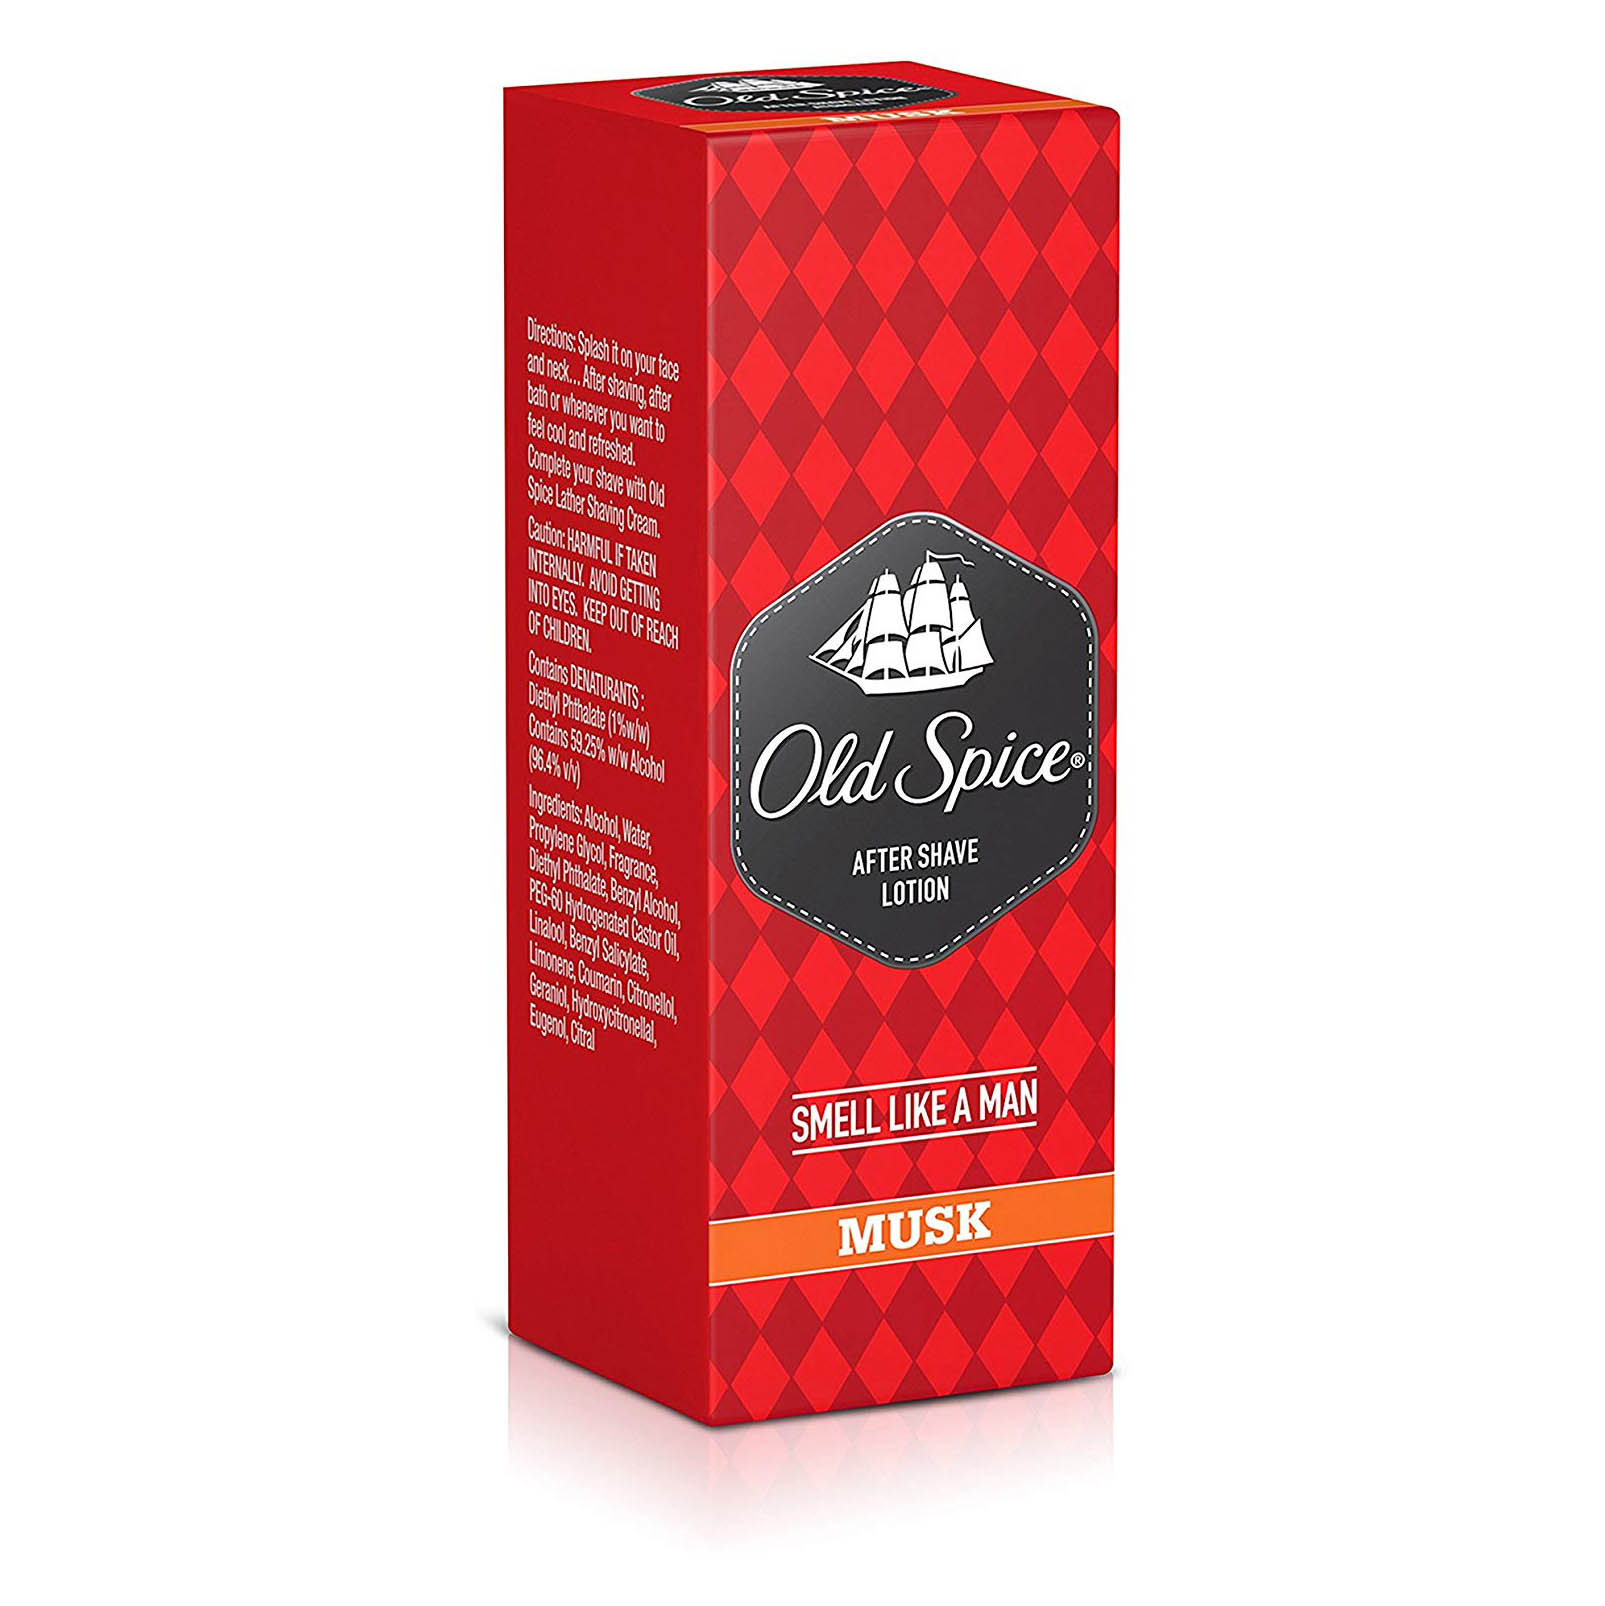 Old Spice
AFTER SHAVE LOTION
MUSK
Directions: Splash it on your face
and neck... After shaving, after
bath or whenever you want to
feel cool and refreshed.
Complete your shave with Old
Spice Lather Shaving Cream.
Caution: HARMFUL IF TAKEN
INTERNALLY. AVOID GETTING
INTO EYES. KEEP OUT OF REACH
OF CHILDREN.
Contains DENATURANTS :
Diethyl Phthalate (1%w/w)
Contains 59.25% w/w Alcohol
(96.4% v/v)
Ingredients: Alcohol, Water,
Propylene Glycol, Fragrance,
Diethyl Phthalate, Benzyl Alcohol,
PEG-60 Hydrogenated Castor Oil,
Linalool, Benzyl Salicylate,
Limonene, Coumarin, Citronellol,
Geraniol, Hydroxycitronellal,
Eugenol, Citral
Old Spice®
AFTER SHAVE
LOTION
SMELL LIKE A MAN
MUSK